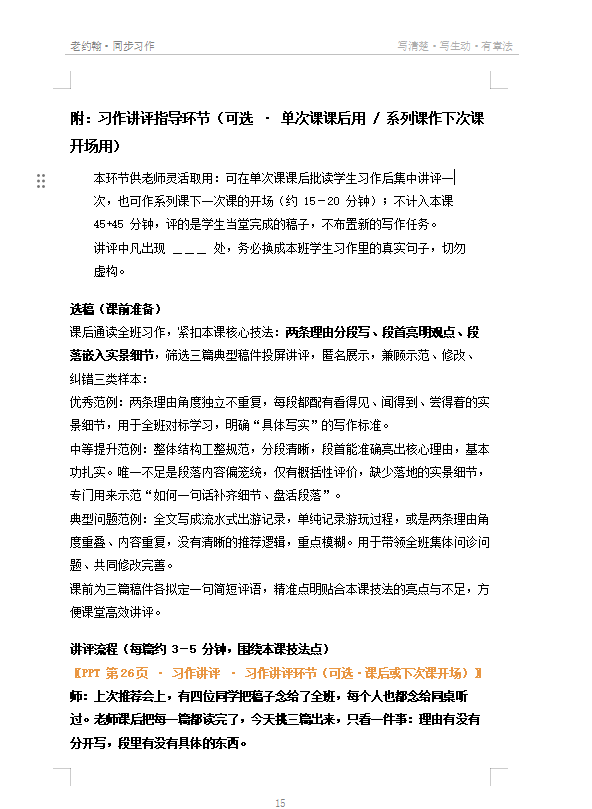 老约翰·同步习作
写清楚·写生动·有章法
附：习作讲评指导环节（可选 · 单次课课后用 / 系列课作下次课
开场用）
本环节供老师灵活取用：可在单次课课后批读学生习作后集中讲评一
次，也可作系列课下一次课的开场（约 15－20 分钟）；不计入本课
45+45 分钟，评的是学生当堂完成的稿子，不布置新的写作任务。
讲评中凡出现 ___ 处，务必换成本班学生习作里的真实句子，切勿
虚构。
选稿（课前准备）
课后通读全班习作，紧扣本课核心技法：两条理由分段写、段首亮明观点、段
落嵌入实景细节，筛选三篇典型稿件投屏讲评，匿名展示，兼顾示范、修改、
纠错三类样本：
优秀范例：两条理由角度独立不重复，每段都配有看得见、闻得到、尝得着的实
景细节，用于全班对标学习，明确“具体写实”的写作标准。
中等提升范例：整体结构工整规范，分段清晰，段首能准确亮出核心理由，基本
功扎实。唯一不足是段落内容偏笼统，仅有概括性评价，缺少落地的实景细节，
专门用来示范“如何一句话补齐细节、盘活段落”。
典型问题范例：全文写成流水式出游记录，单纯记录游玩过程，或是两条理由角
度重叠、内容重复，没有清晰的推荐逻辑，重点模糊。用于带领全班集体问诊问
题、共同修改完善。
课前为三篇稿件各拟定一句简短评语，精准点明贴合本课技法的亮点与不足，方
便课堂高效讲评。
讲评流程（每篇约 3－5 分钟，围绕本课技法点）
〖PPT 第26页 · 习作讲评 · 习作讲评环节（可选·课后或下次课开场）〗
师：上次推荐会上，有四位同学把稿子念给了全班，每个人也都念给同桌听
过。老师课后把每一篇都读完了，今天挑三篇出来，只看一件事：理由有没有
分开写，段里有没有具体的东西。
15